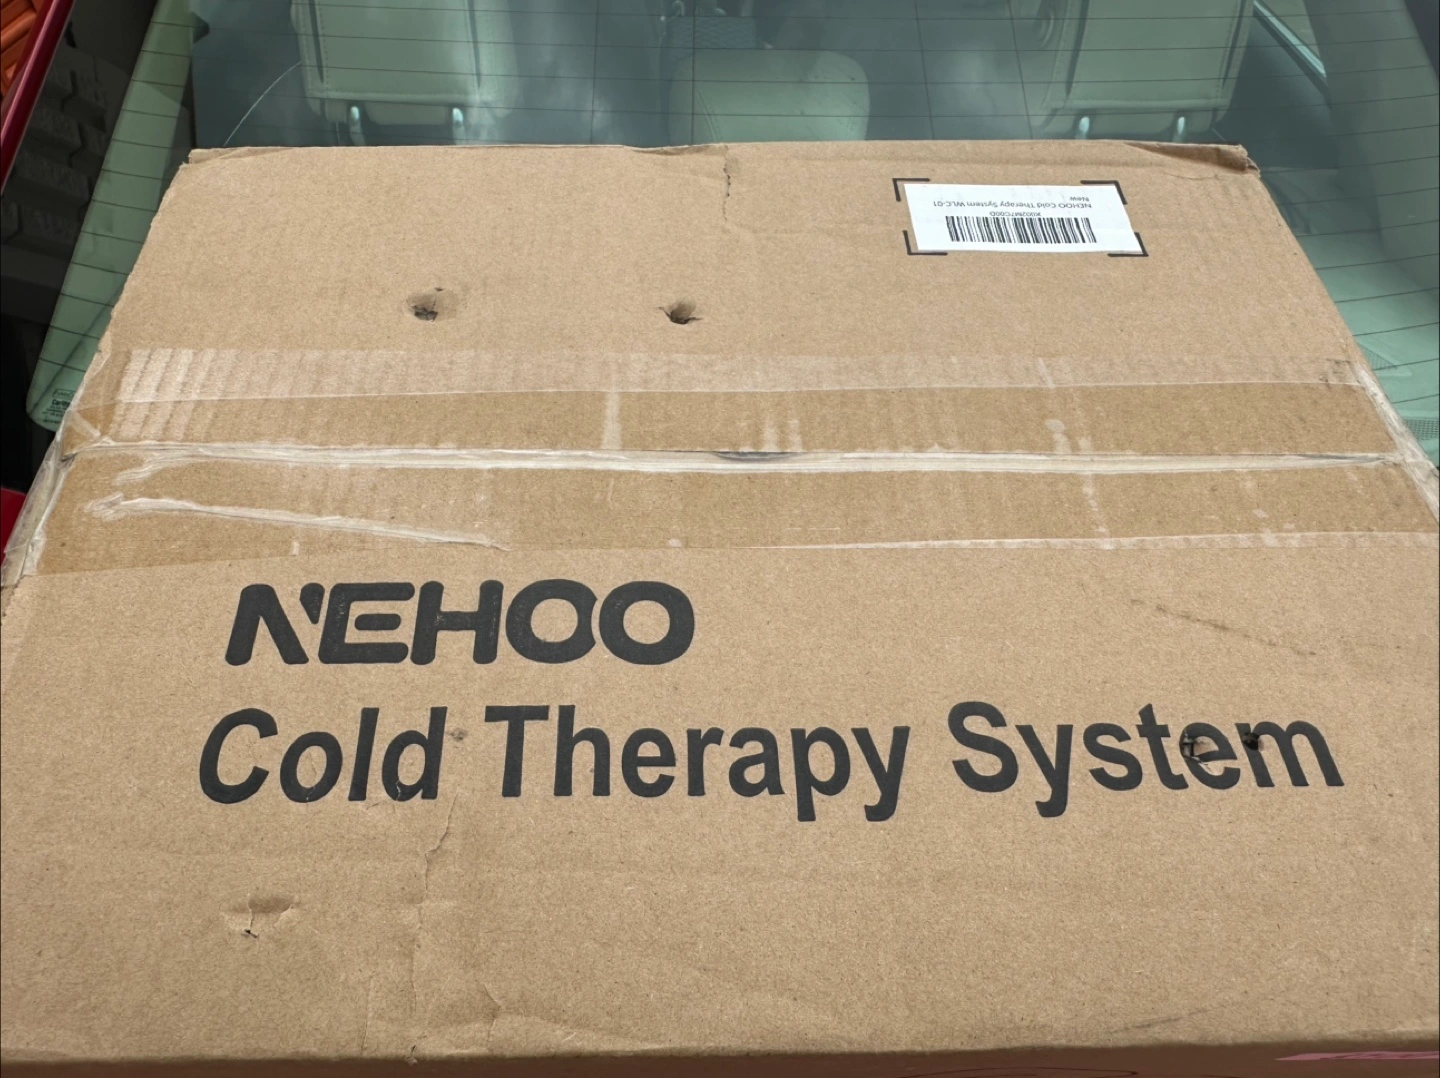 NEHOO Cold Therapy System WLC-01
New
NEHOO
Cold Therapy System